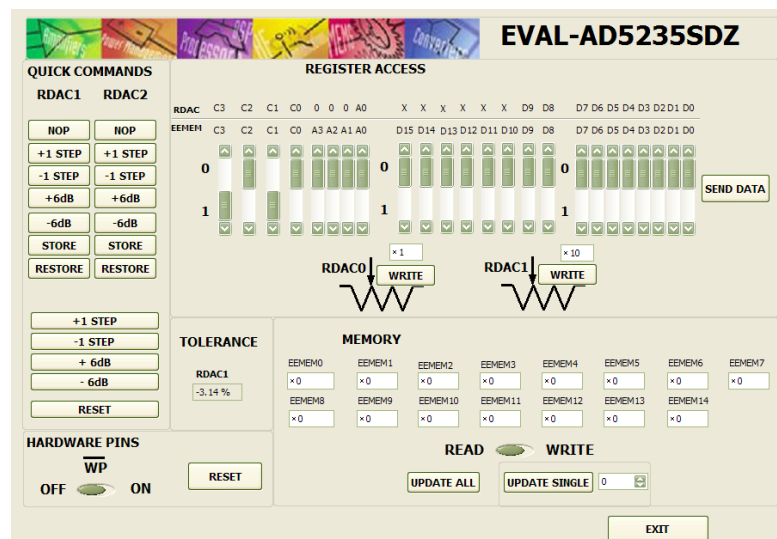 Amplifiers Power Management Processors DSP MEMS Converters
EVAL-AD5235SDZ
QUICK COMMANDS
RDAC1 RDAC2
NOP NOP
+1 STEP +1 STEP
-1 STEP -1 STEP
+6dB +6dB
-6dB -6dB
STORE STORE
RESTORE RESTORE
+1 STEP
-1 STEP
+ 6dB
- 6dB
RESET
REGISTER ACCESS
RDAC C3 C2 C1 C0 0 0 0 A0 X X X X X X D9 D8 D7 D6 D5 D4 D3 D2 D1 D0
EEMEM C3 C2 C1 C0 A3 A2 A1 A0 D15 D14 D13 D12 D11 D10 D9 D8 D7 D6 D5 D4 D3 D2 D1 D0
0 0 0
1 1 1
SEND DATA
× 1 × 10
RDAC0 WRITE RDAC1 WRITE
TOLERANCE
RDAC1
-3.14 %
MEMORY
EEMEM0 EEMEM1 EEMEM2 EEMEM3 EEMEM4 EEMEM5 EEMEM6 EEMEM7
×0 ×0 ×0 ×0 ×0 ×0 ×0 ×0
EEMEM8 EEMEM9 EEMEM10 EEMEM11 EEMEM12 EEMEM13 EEMEM14
×0 ×0 ×0 ×0 ×0 ×0 ×0
READ WRITE
UPDATE ALL UPDATE SINGLE 0
HARDWARE PINS
WP
OFF ON
RESET
EXIT